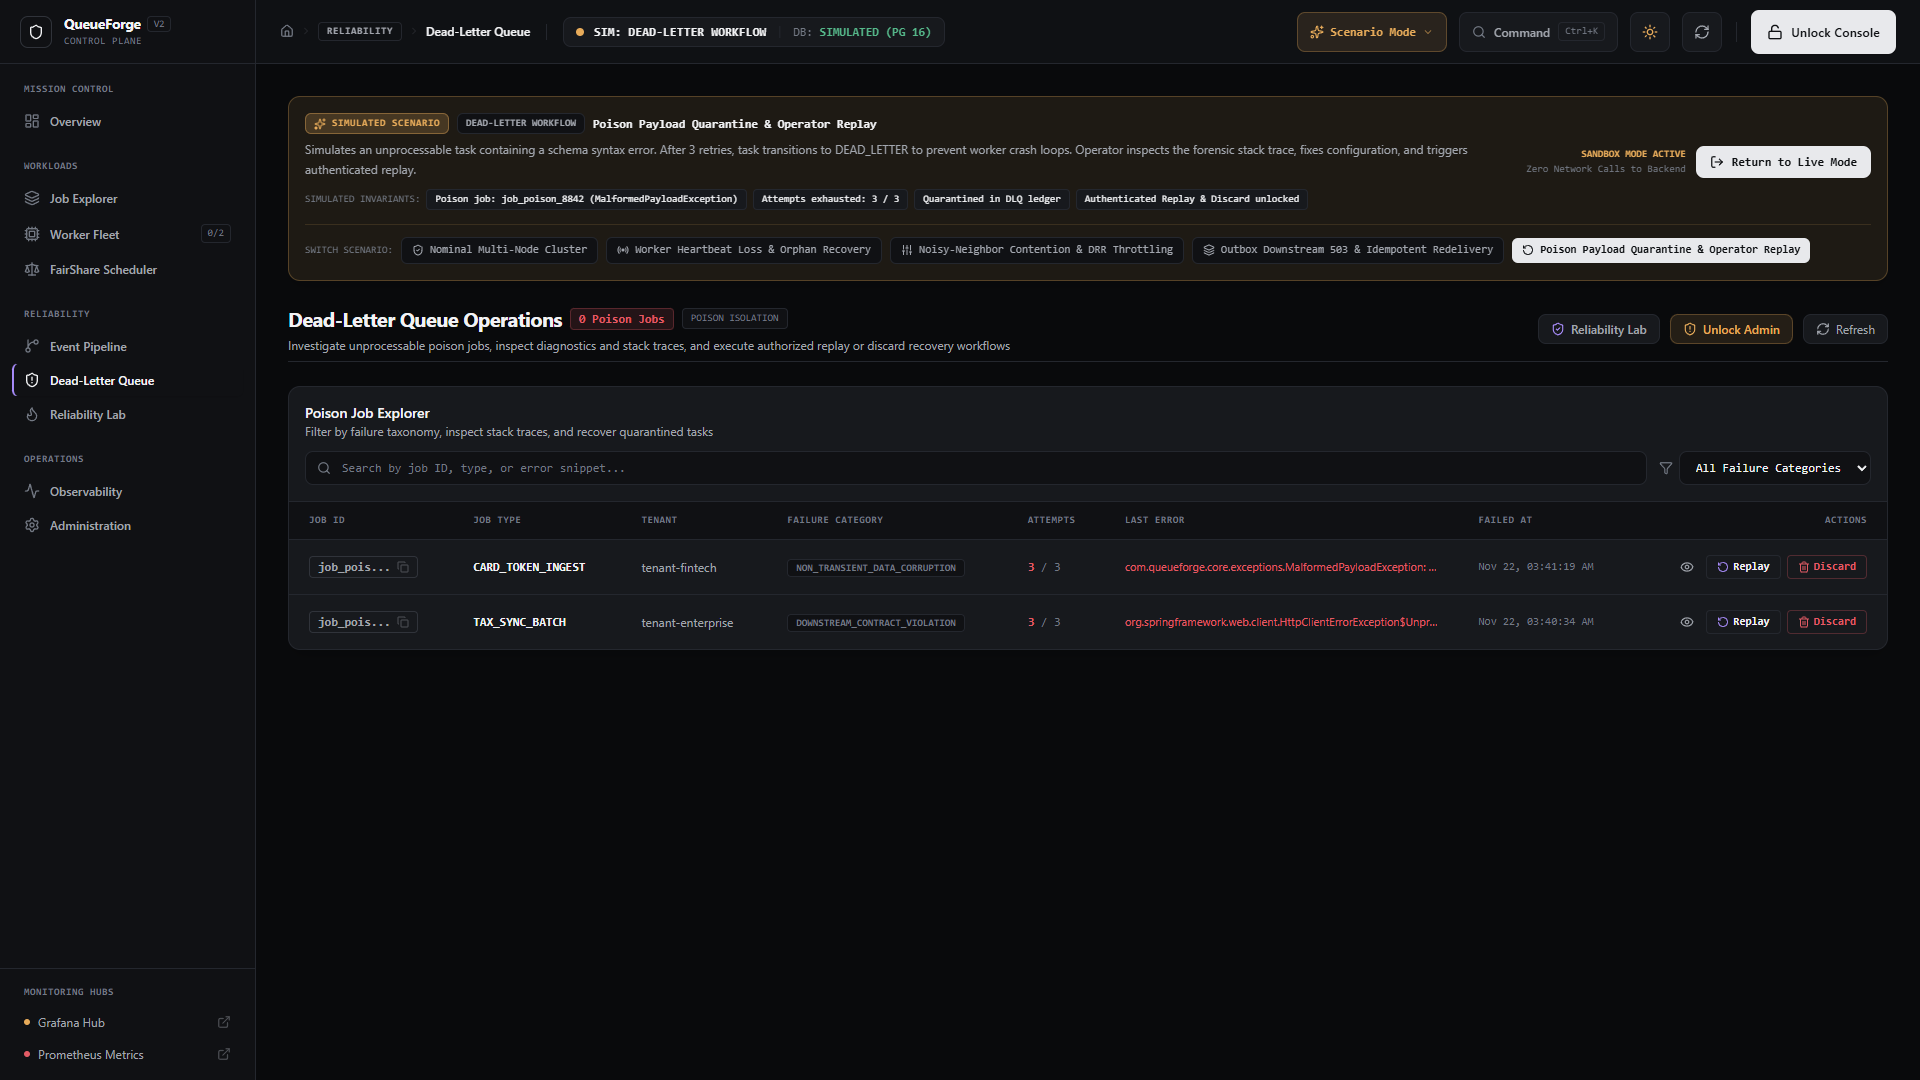 QueueForge V2
CONTROL PLANE
RELIABILITY
Dead-Letter Queue
SIM: DEAD-LETTER WORKFLOW
DB: SIMULATED (PG 16)
Scenario Mode
Command Ctrl+K
Unlock Console
MISSION CONTROL
Overview
WORKLOADS
Job Explorer
Worker Fleet 0/2
FairShare Scheduler
RELIABILITY
Event Pipeline
Dead-Letter Queue
Reliability Lab
OPERATIONS
Observability
Administration
MONITORING HUBS
Grafana Hub
Prometheus Metrics
SIMULATED SCENARIO DEAD-LETTER WORKFLOW Poison Payload Quarantine & Operator Replay
Simulates an unprocessable task containing a schema syntax error. After 3 retries, task transitions to DEAD_LETTER to prevent worker crash loops. Operator inspects the forensic stack trace, fixes configuration, and triggers
authenticated replay.
SANDBOX MODE ACTIVE
Zero Network Calls to Backend
Return to Live Mode
SIMULATED INVARIANTS: Poison job: job_poison_8842 (MalformedPayloadException) Attempts exhausted: 3 / 3 Quarantined in DLQ ledger Authenticated Replay & Discard unlocked
SWITCH SCENARIO: Nominal Multi-Node Cluster Worker Heartbeat Loss & Orphan Recovery Noisy-Neighbor Contention & DRR Throttling Outbox Downstream 503 & Idempotent Redelivery Poison Payload Quarantine & Operator Replay
Dead-Letter Queue Operations 0 Poison Jobs POISON ISOLATION
Investigate unprocessable poison jobs, inspect diagnostics and stack traces, and execute authorized replay or discard recovery workflows
Reliability Lab Unlock Admin Refresh
Poison Job Explorer
Filter by failure taxonomy, inspect stack traces, and recover quarantined tasks
Search by job ID, type, or error snippet...
All Failure Categories
JOB ID JOB TYPE TENANT FAILURE CATEGORY ATTEMPTS LAST ERROR FAILED AT ACTIONS
job_pois... CARD_TOKEN_INGEST tenant-fintech NON_TRANSIENT_DATA_CORRUPTION 3 / 3 com.queueforge.core.exceptions.MalformedPayloadException: ... Nov 22, 03:41:19 AM Replay Discard
job_pois... TAX_SYNC_BATCH tenant-enterprise DOWNSTREAM_CONTRACT_VIOLATION 3 / 3 org.springframework.web.client.HttpClientErrorException$Unpr... Nov 22, 03:40:34 AM Replay Discard